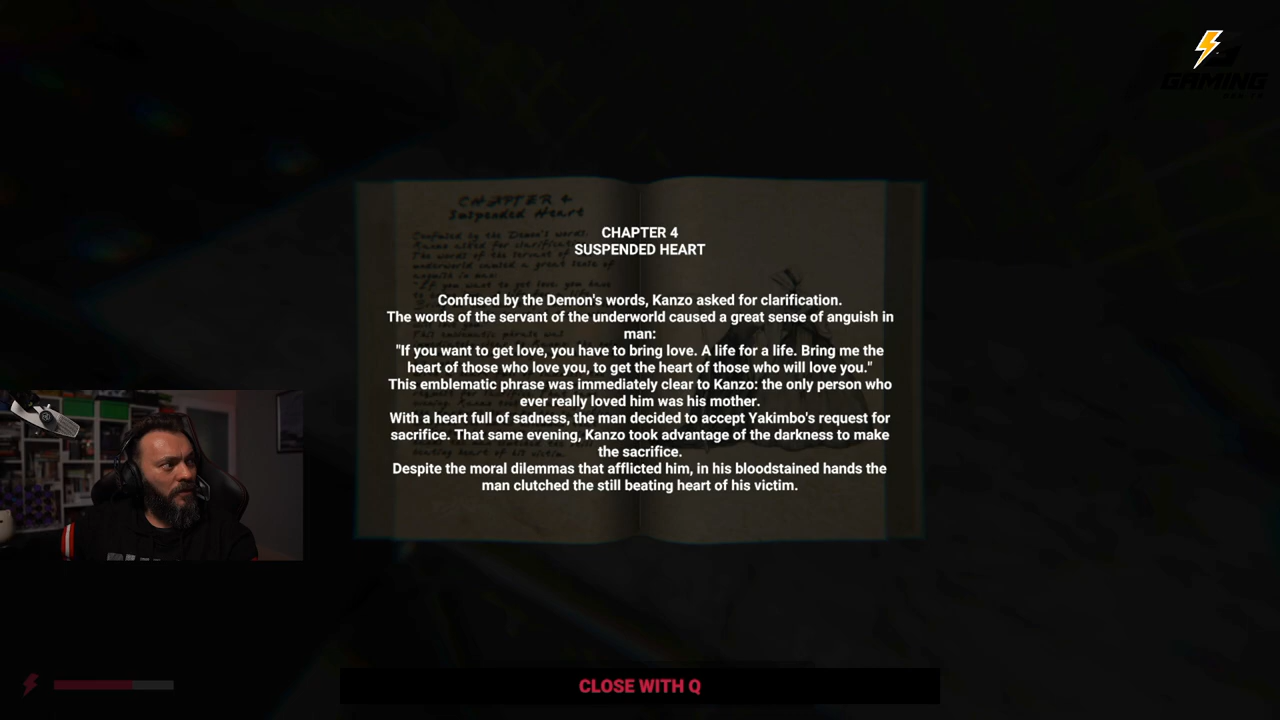 GAMING
CHAPTER 4
Suspended Heart
CHAPTER 4
SUSPENDED HEART
Confused by the Demon's words, Kanzo asked for clarification.
The words of the servant of the underworld caused a great sense of anguish in
man:
"If you want to get love, you have to bring love. A life for a life. Bring me the
heart of those who love you, to get the heart of those who will love you."
This emblematic phrase was immediately clear to Kanzo: the only person who
ever really loved him was his mother.
With a heart full of sadness, the man decided to accept Yakimbo's request for
sacrifice. That same evening, Kanzo took advantage of the darkness to make
the sacrifice.
Despite the moral dilemmas that afflicted him, in his bloodstained hands the
man clutched the still beating heart of his victim.
CLOSE WITH Q